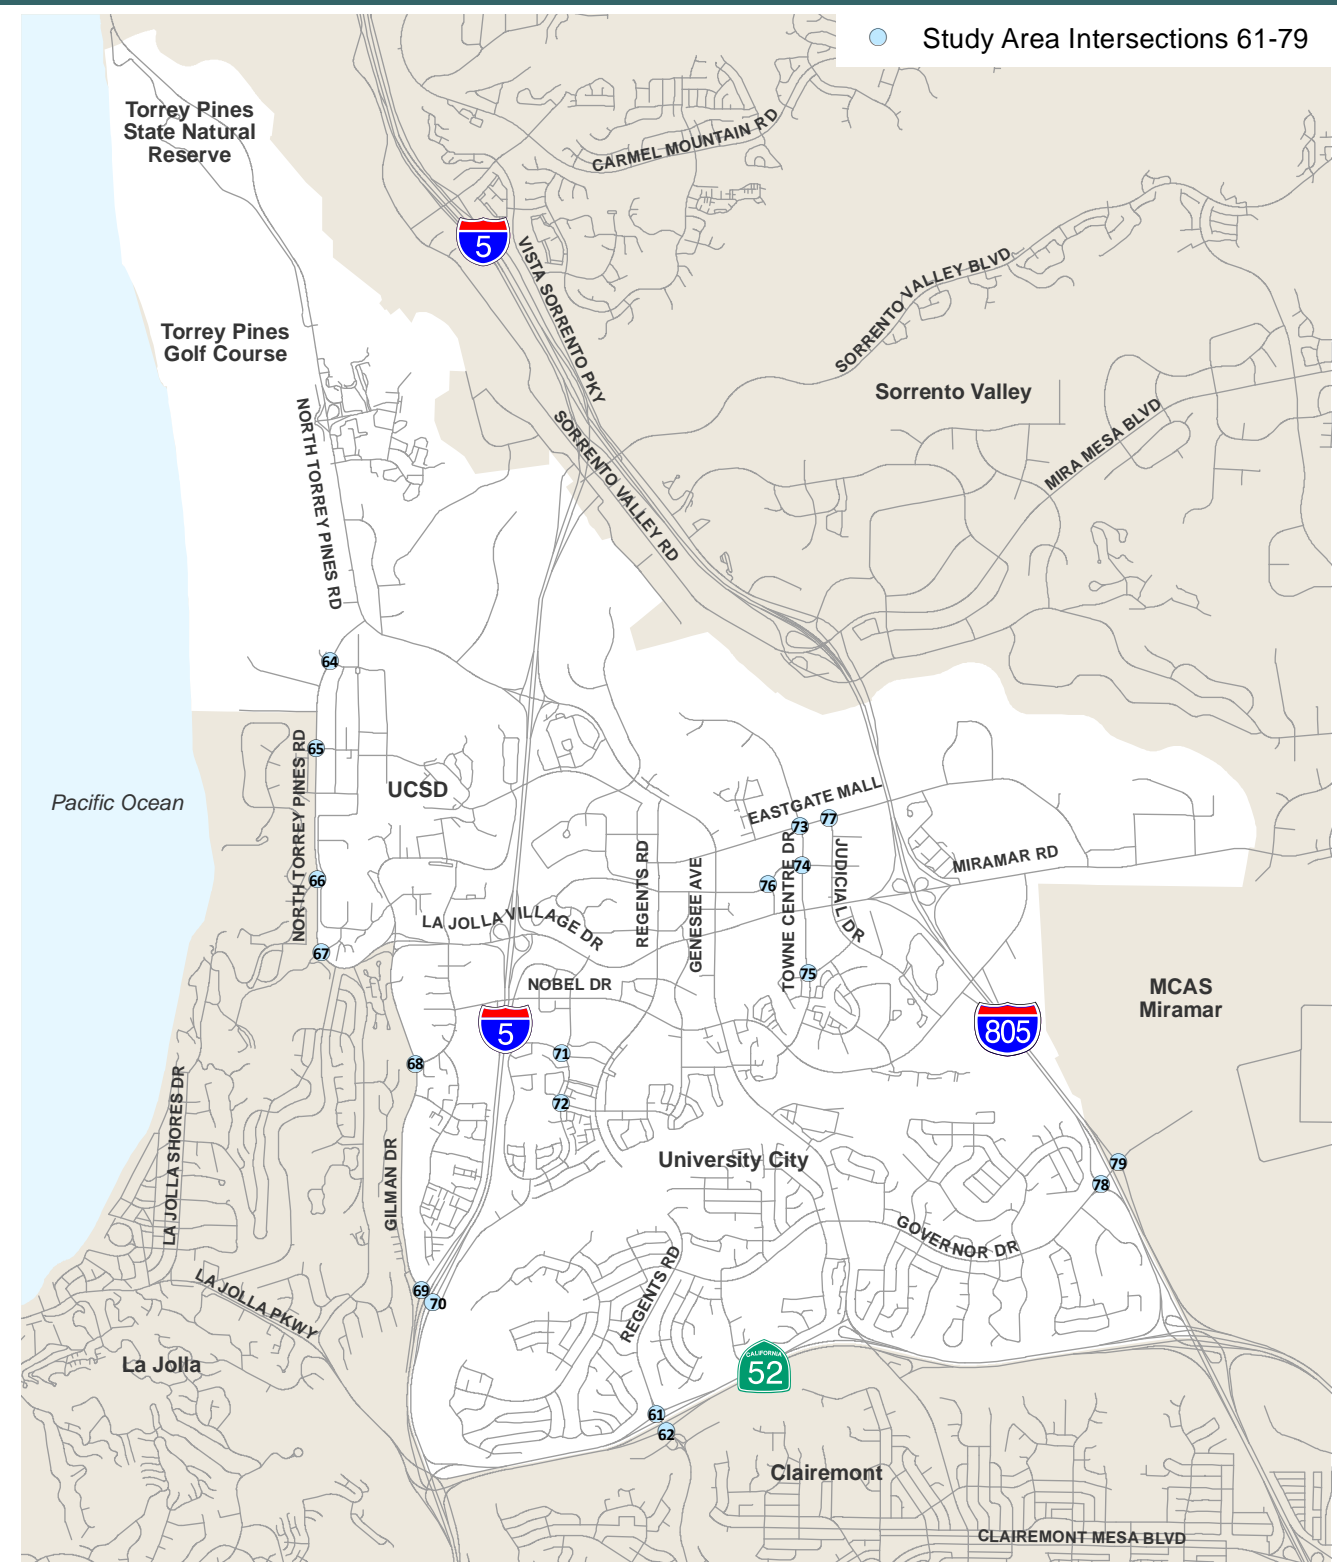 Study Area Intersections 61-79
Torrey Pines
State Natural
Reserve
CARMEL MOUNTAIN RD
5
VISTA SORRENTO PKY
SORRENTO VALLEY BLVD
Torrey Pines
Golf Course
Sorrento Valley
NORTH TORREY PINES RD
SORRENTO VALLEY RD
MIRA MESA BLVD
64
65
NORTH TORREY PINES RD
UCSD
Pacific Ocean
EASTGATE MALL
73
77
74
76
TOWNE CENTRE DR
JUDICIAL DR
MIRAMAR RD
REGENTS RD
GENESEE AVE
66
LA JOLLA VILLAGE DR
67
75
NOBEL DR
MCAS
Miramar
5
805
68
71
72
LA JOLLA SHORES DR
GILMAN DR
University City
79
78
GOVERNOR DR
REGENTS RD
69
70
LA JOLLA PKWY
La Jolla
CALIFORNIA
52
61
62
Clairemont
CLAIREMONT MESA BLVD